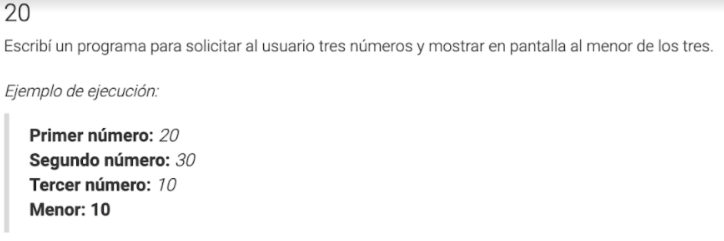 20
Escribí un programa para solicitar al usuario tres números y mostrar en pantalla al menor de los tres.
Ejemplo de ejecución:
Primer número: 20
Segundo número: 30
Tercer número: 10
Menor: 10